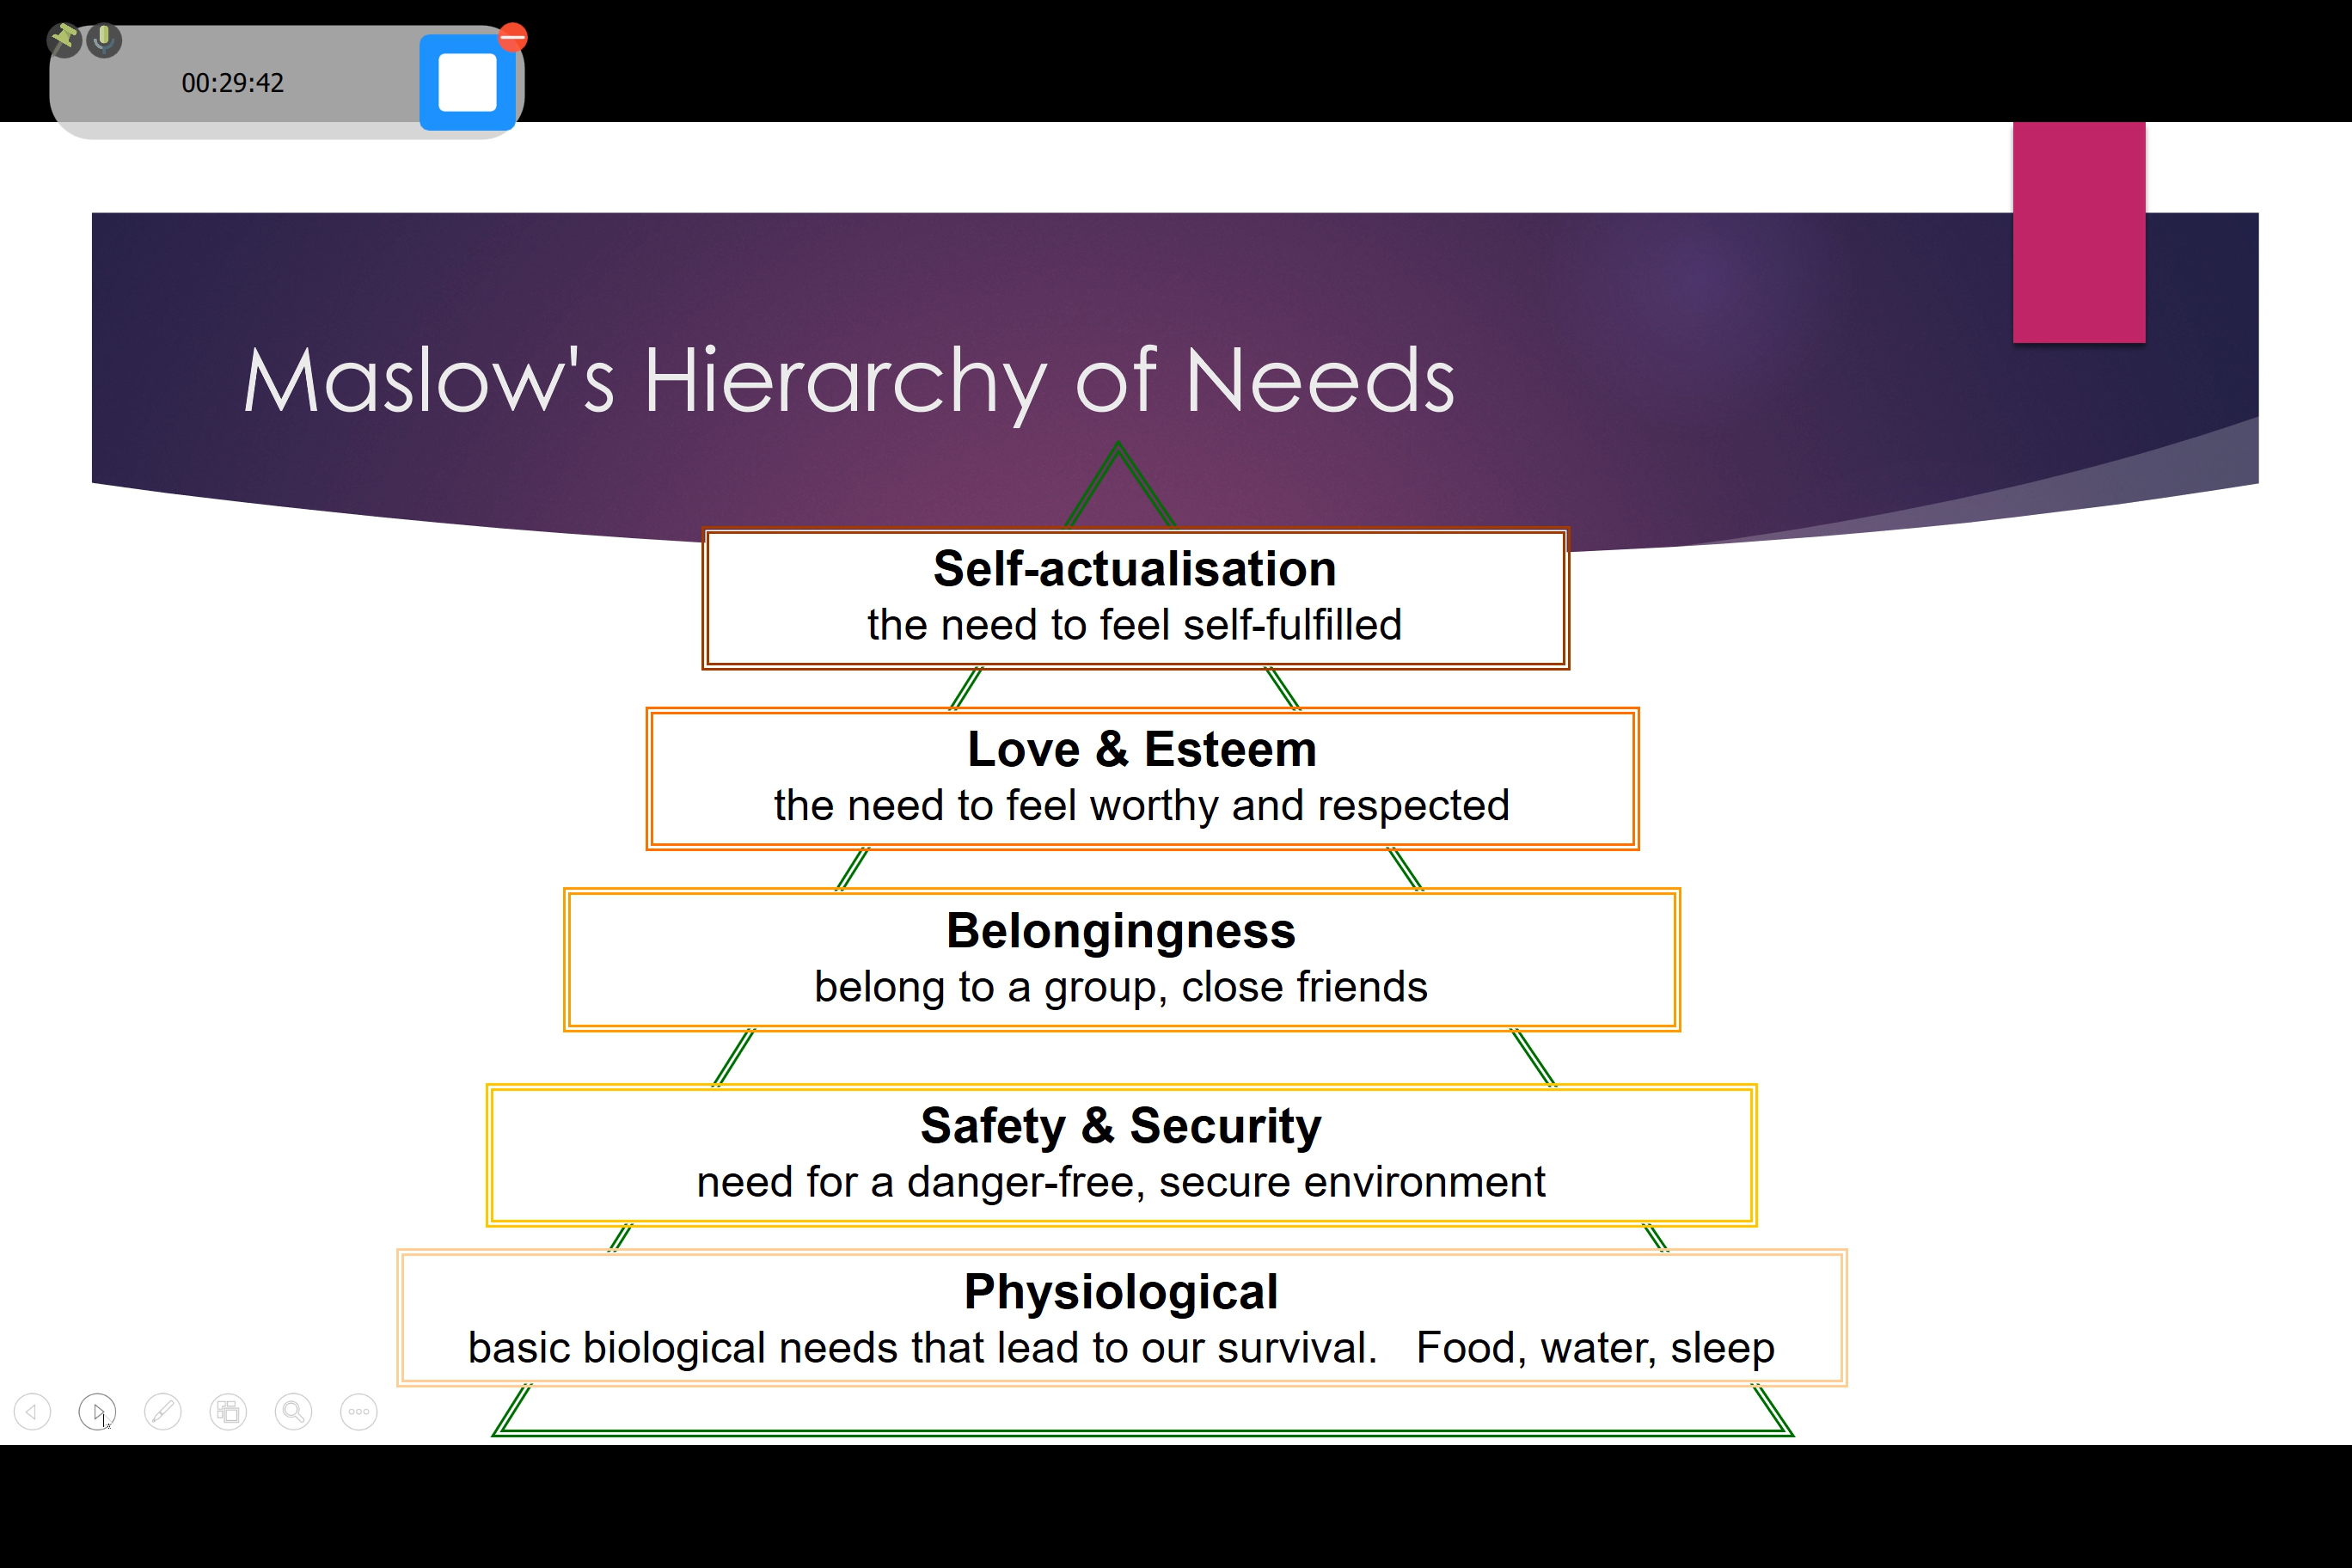 00:29:42
Maslow's Hierarchy of Needs
Self-actualisation
the need to feel self-fulfilled
Love & Esteem
the need to feel worthy and respected
Belongingness
belong to a group, close friends
Safety & Security
need for a danger-free, secure environment
Physiological
basic biological needs that lead to our survival.   Food, water, sleep